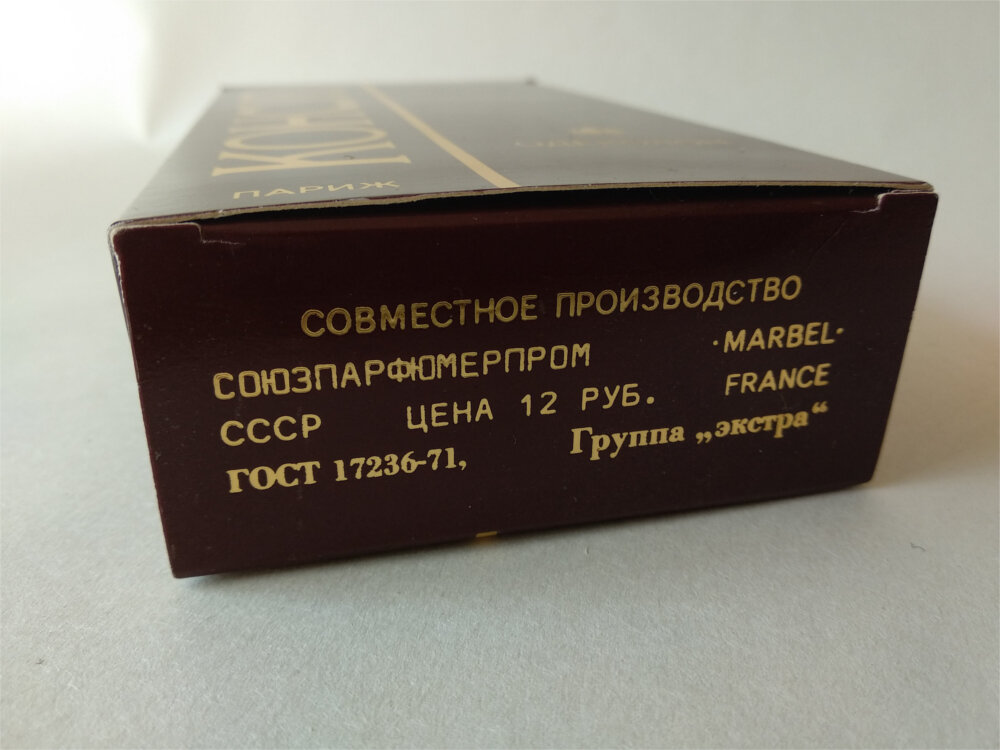 ПАРИЖ
СОВМЕСТНОЕ ПРОИЗВОДСТВО
СОЮЗПАРФЮМЕРПРОМ ·MARBEL·
СССР ЦЕНА 12 РУБ. FRANCE
ГОСТ 17236-71, Группа „экстра“